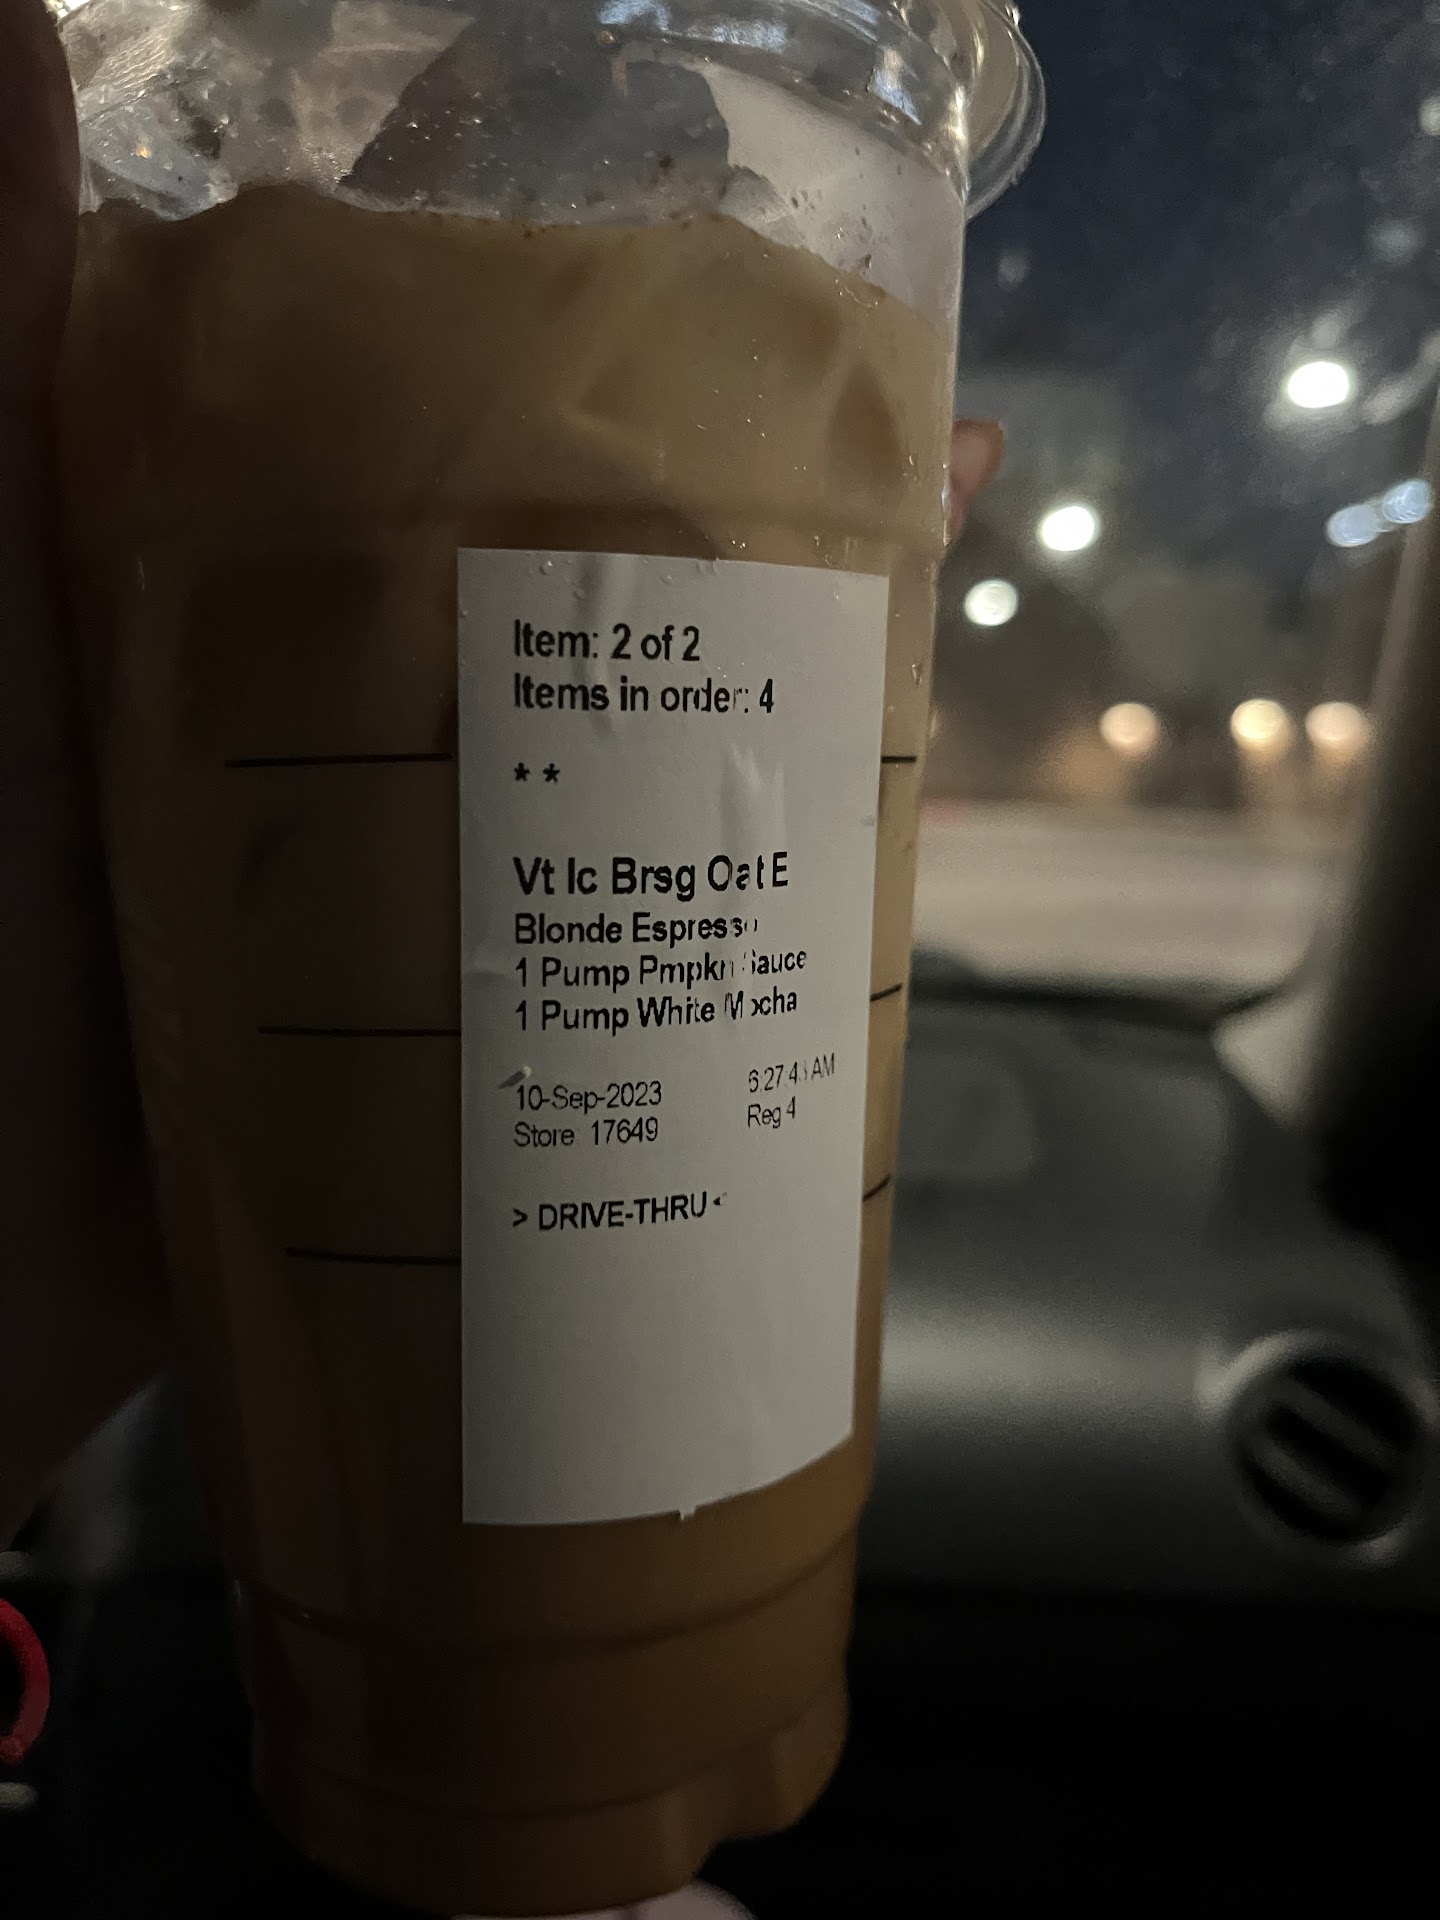 Item: 2 of 2
Items in order: 4
* *
Vt Ic Brsg Oat E
Blonde Espresso
1 Pump Pmpkn Sauce
1 Pump White Mocha
10-Sep-2023 AM
Store 17649 Reg 4
> DRIVE-THRU <